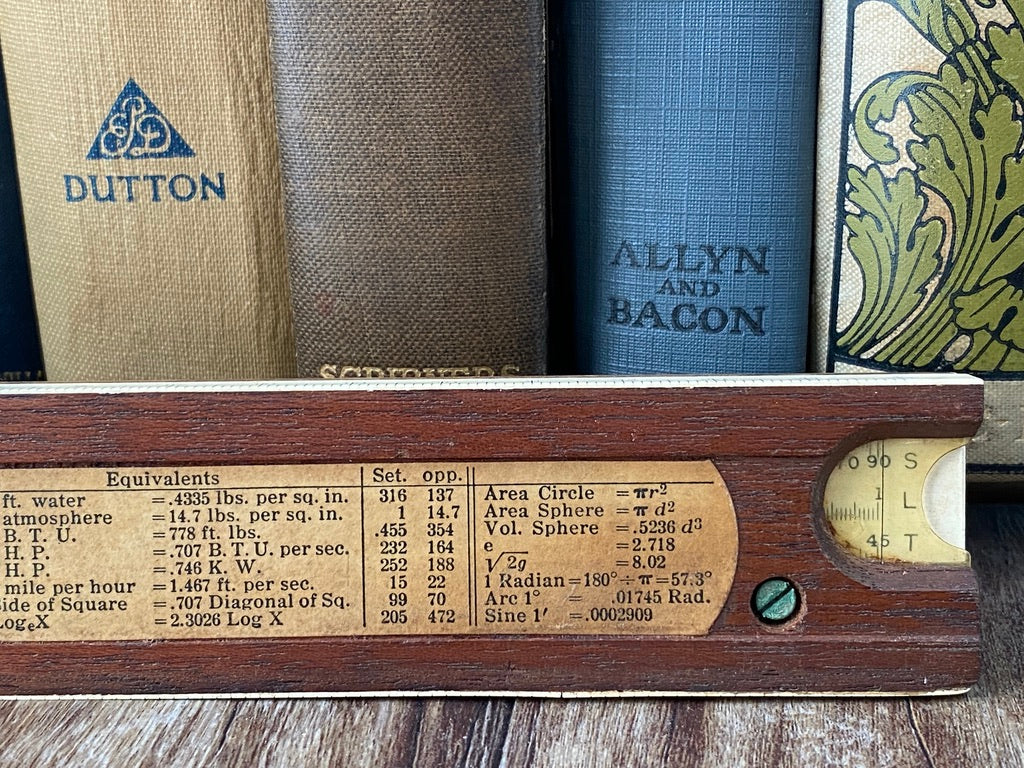 DUTTON
SCRIBNERS
ALLYN
AND
BACON
Equivalents Set. opp.
ft. water =.4335 lbs. per sq. in. 316 137 Area Circle =πr²
atmosphere =14.7 lbs. per sq. in. 1 14.7 Area Sphere =π d²
B. T. U. =778 ft. lbs. .455 354 Vol. Sphere =.5236 d³
H. P. =.707 B. T. U. per sec. 232 164 e =2.718
H. P. =.746 K. W. 252 188 √2g =8.02
mile per hour =1.467 ft. per sec. 15 22 1 Radian=180°÷π=57.3°
Side of Square =.707 Diagonal of Sq. 99 70 Arc 1° = .01745 Rad.
LogeX =2.3026 Log X 205 472 Sine 1′ =.0002909
70 90 S
1 L
45 T